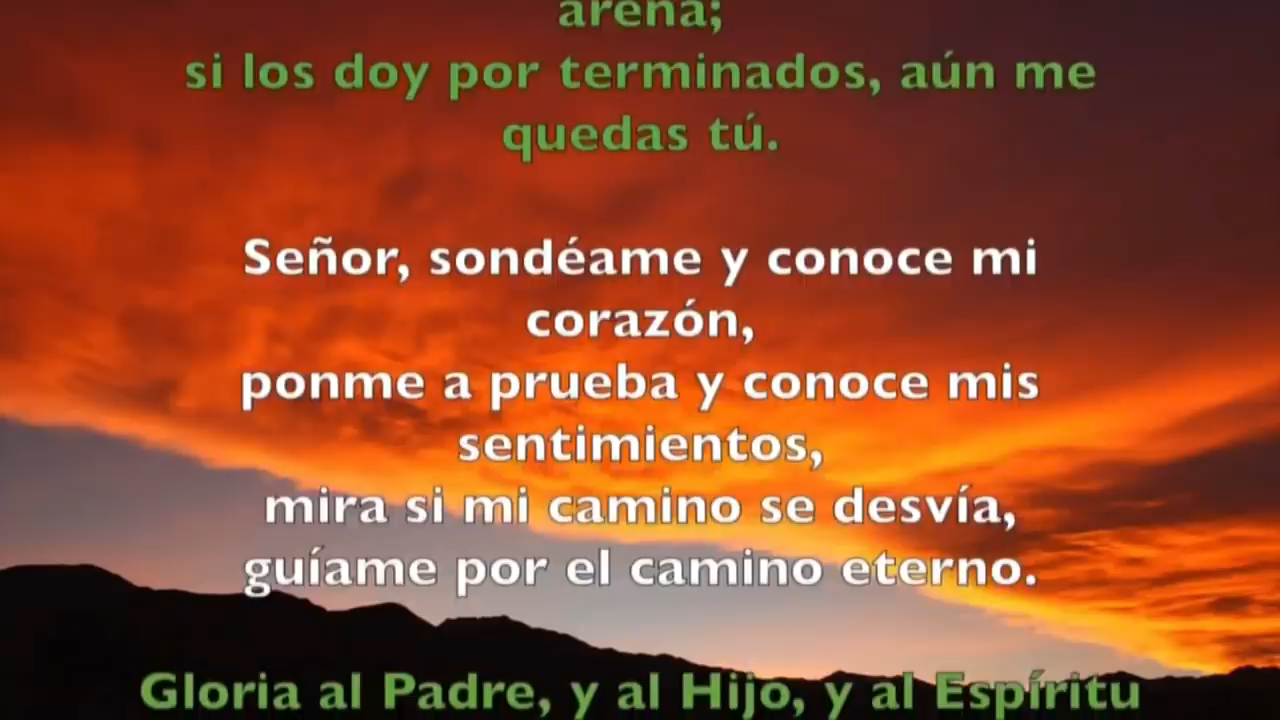 arena;
si los doy por terminados, aún me
quedas tú.
Señor, sondéame y conoce mi
corazón,
ponme a prueba y conoce mis
sentimientos,
mira si mi camino se desvía,
guíame por el camino eterno.
Gloria al Padre, y al Hijo, y al Espíritu